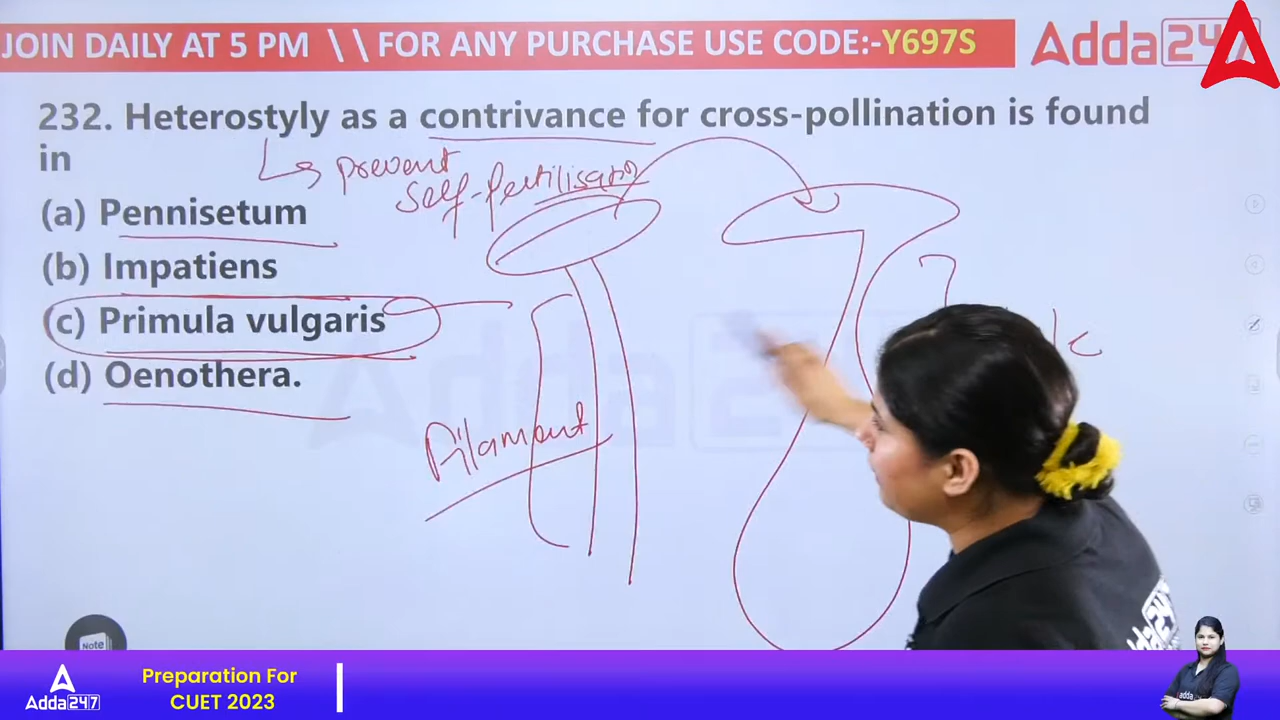 JOIN DAILY AT 5 PM \\ FOR ANY PURCHASE USE CODE:-Y697S
Adda247
232. Heterostyly as a contrivance for cross-pollination is found
in
prevent
self-fertilisation
(a) Pennisetum
(b) Impatiens
(c) Primula vulgaris
(d) Oenothera.
Filament
Note
Preparation For
CUET 2023
Adda247
adda